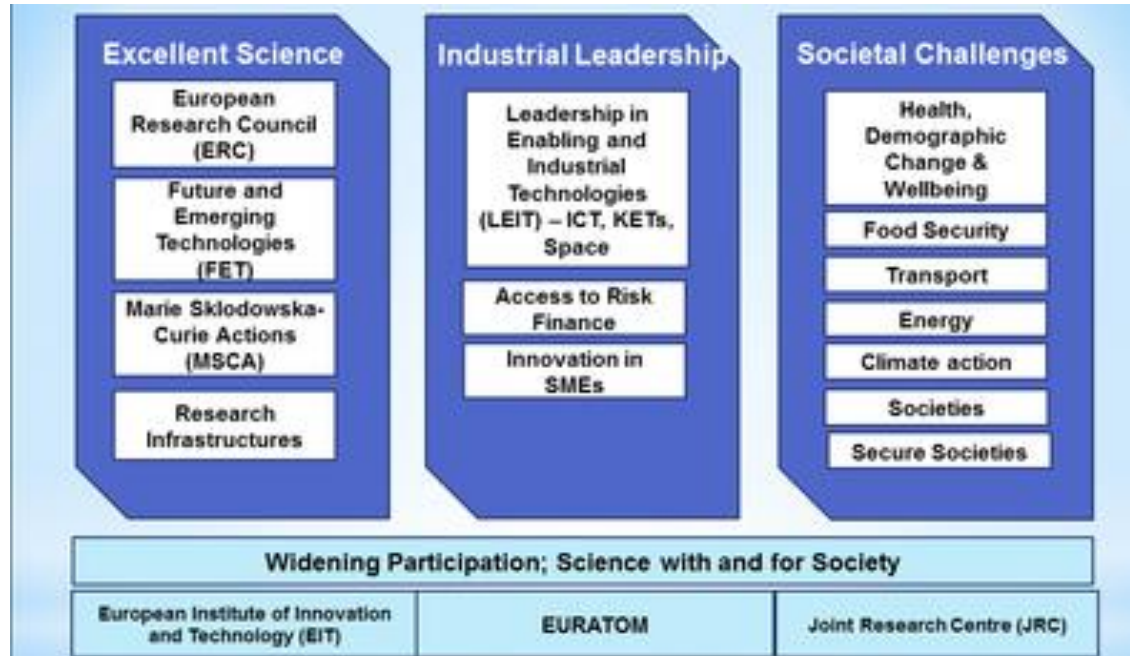 Excellent Science
European
Research Council
(ERC)
Future and
Emerging
Technologies
(FET)
Marie Sklodowska-
Curie Actions
(MSCA)
Research
Infrastructures
Industrial Leadership
Leadership in
Enabling and
Industrial
Technologies
(LEIT) – ICT, KETs,
Space
Access to Risk
Finance
Innovation in
SMEs
Societal Challenges
Health,
Demographic
Change &
Wellbeing
Food Security
Transport
Energy
Climate action
Societies
Secure Societies
Widening Participation; Science with and for Society
European Institute of Innovation
and Technology (EIT)
EURATOM
Joint Research Centre (JRC)